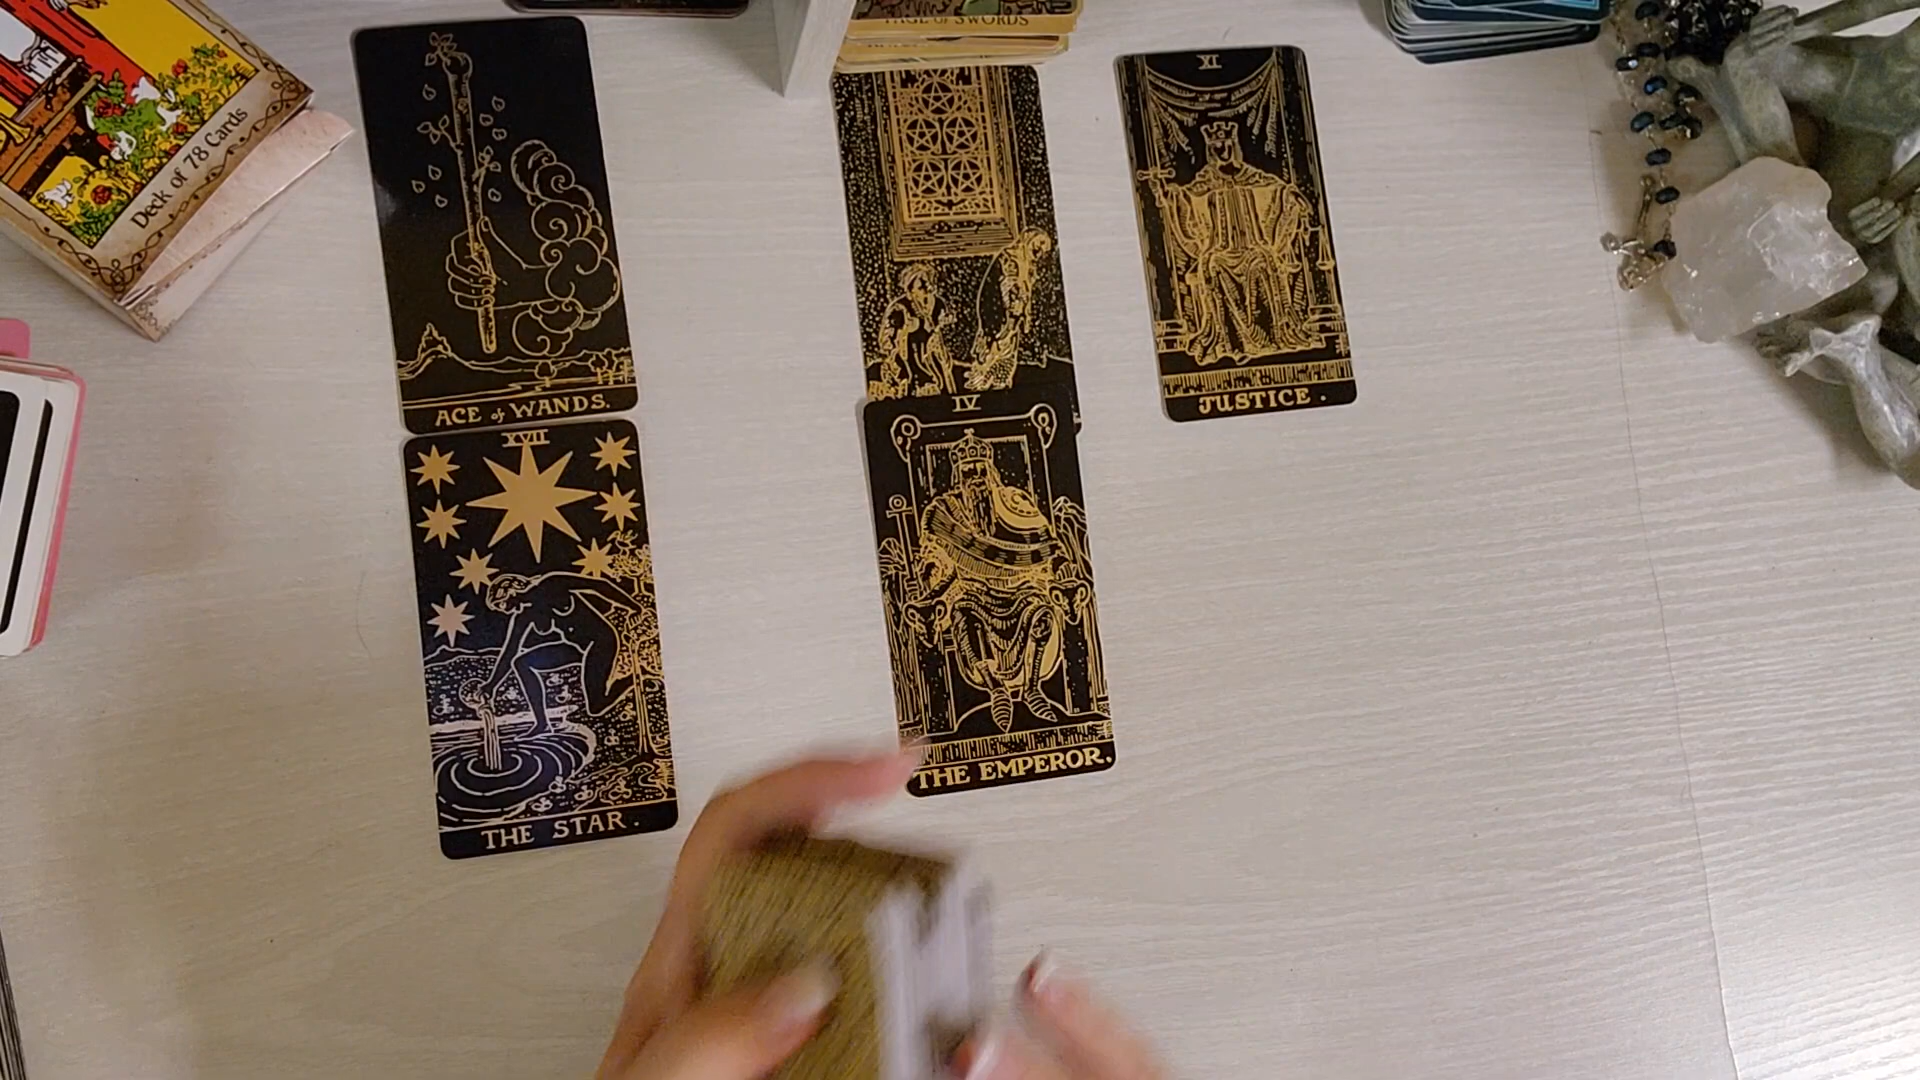 PAGE OF SWORDS
Deck of 78 Cards
ACE of WANDS.
XI
JUSTICE.
XVII
THE STAR.
IV
THE EMPEROR.